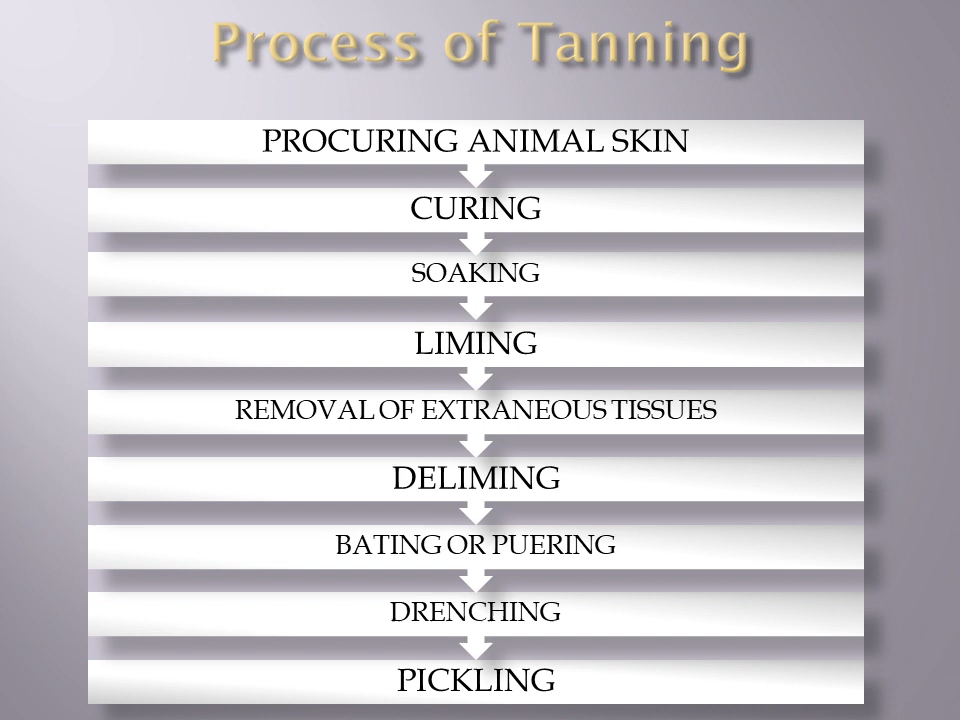 Process of Tanning
PROCURING ANIMAL SKIN
CURING
SOAKING
LIMING
REMOVAL OF EXTRANEOUS TISSUES
DELIMING
BATING OR PUERING
DRENCHING
PICKLING